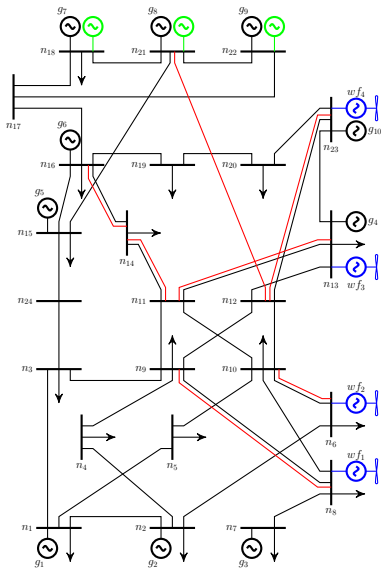 g₇ g₈ g₉
n₁₈ n₂₁ n₂₂
n₁₇
wf₄
g₆ g₁₀
n₂₃
n₁₆ n₁₉ n₂₀
g₅ g₄
n₁₅ n₁₄ n₁₃
wf₃
n₂₄ n₁₁ n₁₂
n₃ n₉ n₁₀
wf₂
n₆
n₄ n₅
wf₁
n₈
n₁ n₂ n₇
g₁ g₂ g₃